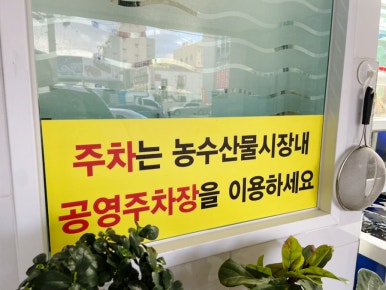 주차는 농수산물시장내
공영주차장을 이용하세요